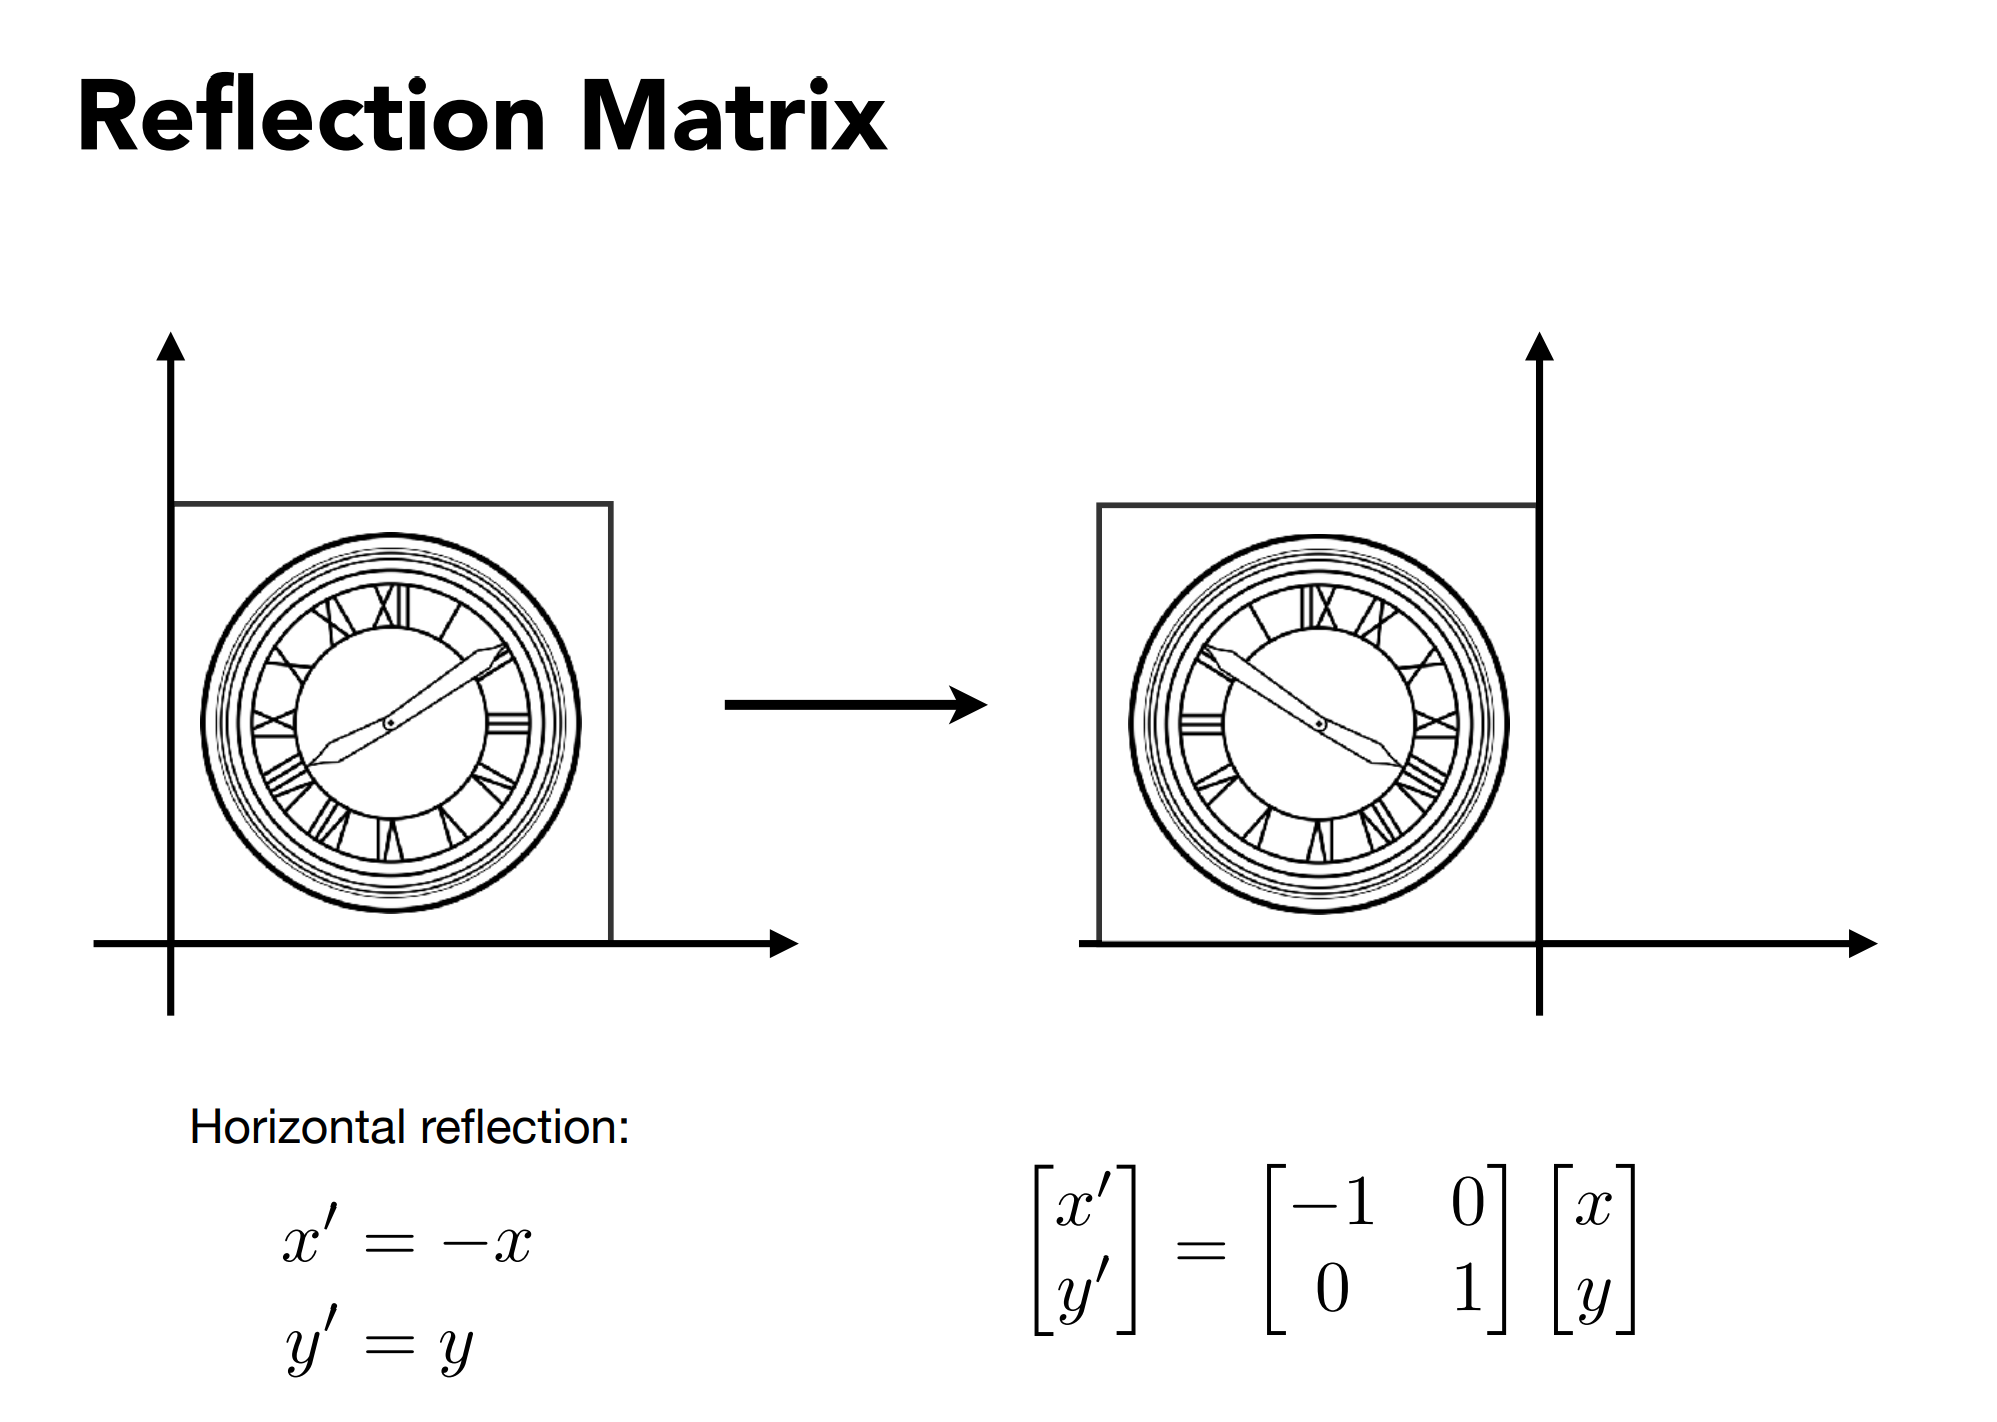 Reflection Matrix
Horizontal reflection:
x′ = −x
y′ = y
[x′ y′] = [−1 0 0 1] [x y]